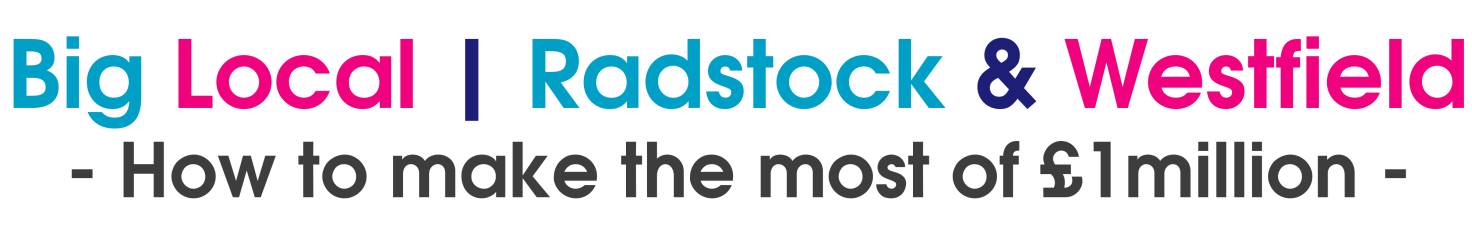 Big Local | Radstock & Westfield
- How to make the most of £1million -